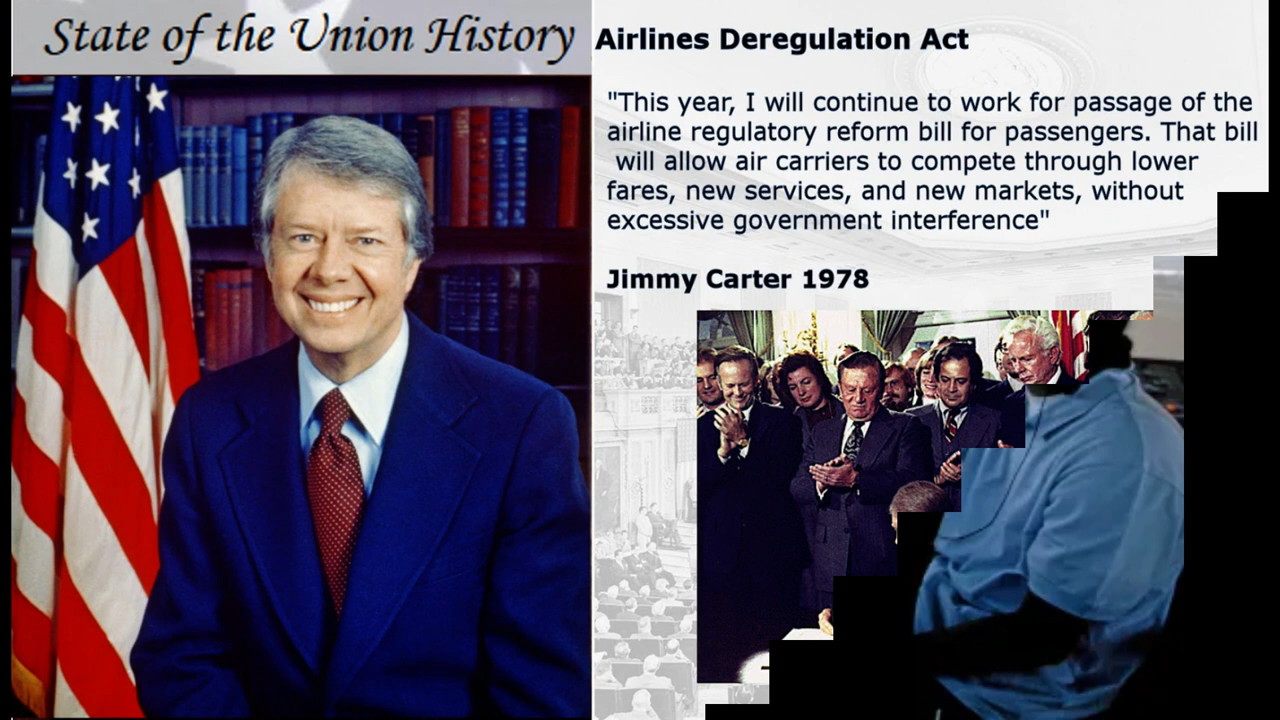 State of the Union History
Airlines Deregulation Act
"This year, I will continue to work for passage of the
airline regulatory reform bill for passengers. That bill
will allow air carriers to compete through lower
fares, new services, and new markets, without
excessive government interference"
Jimmy Carter 1978